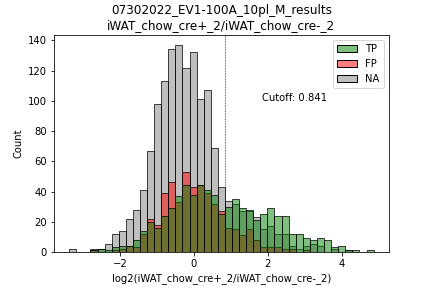 07302022_EV1-100A_10pl_M_results
iWAT_chow_cre+_2/iWAT_chow_cre-_2
140
120
100
80
60
40
20
0
Count
TP
FP
NA
Cutoff: 0.841
−2
0
2
4
log2(iWAT_chow_cre+_2/iWAT_chow_cre-_2)